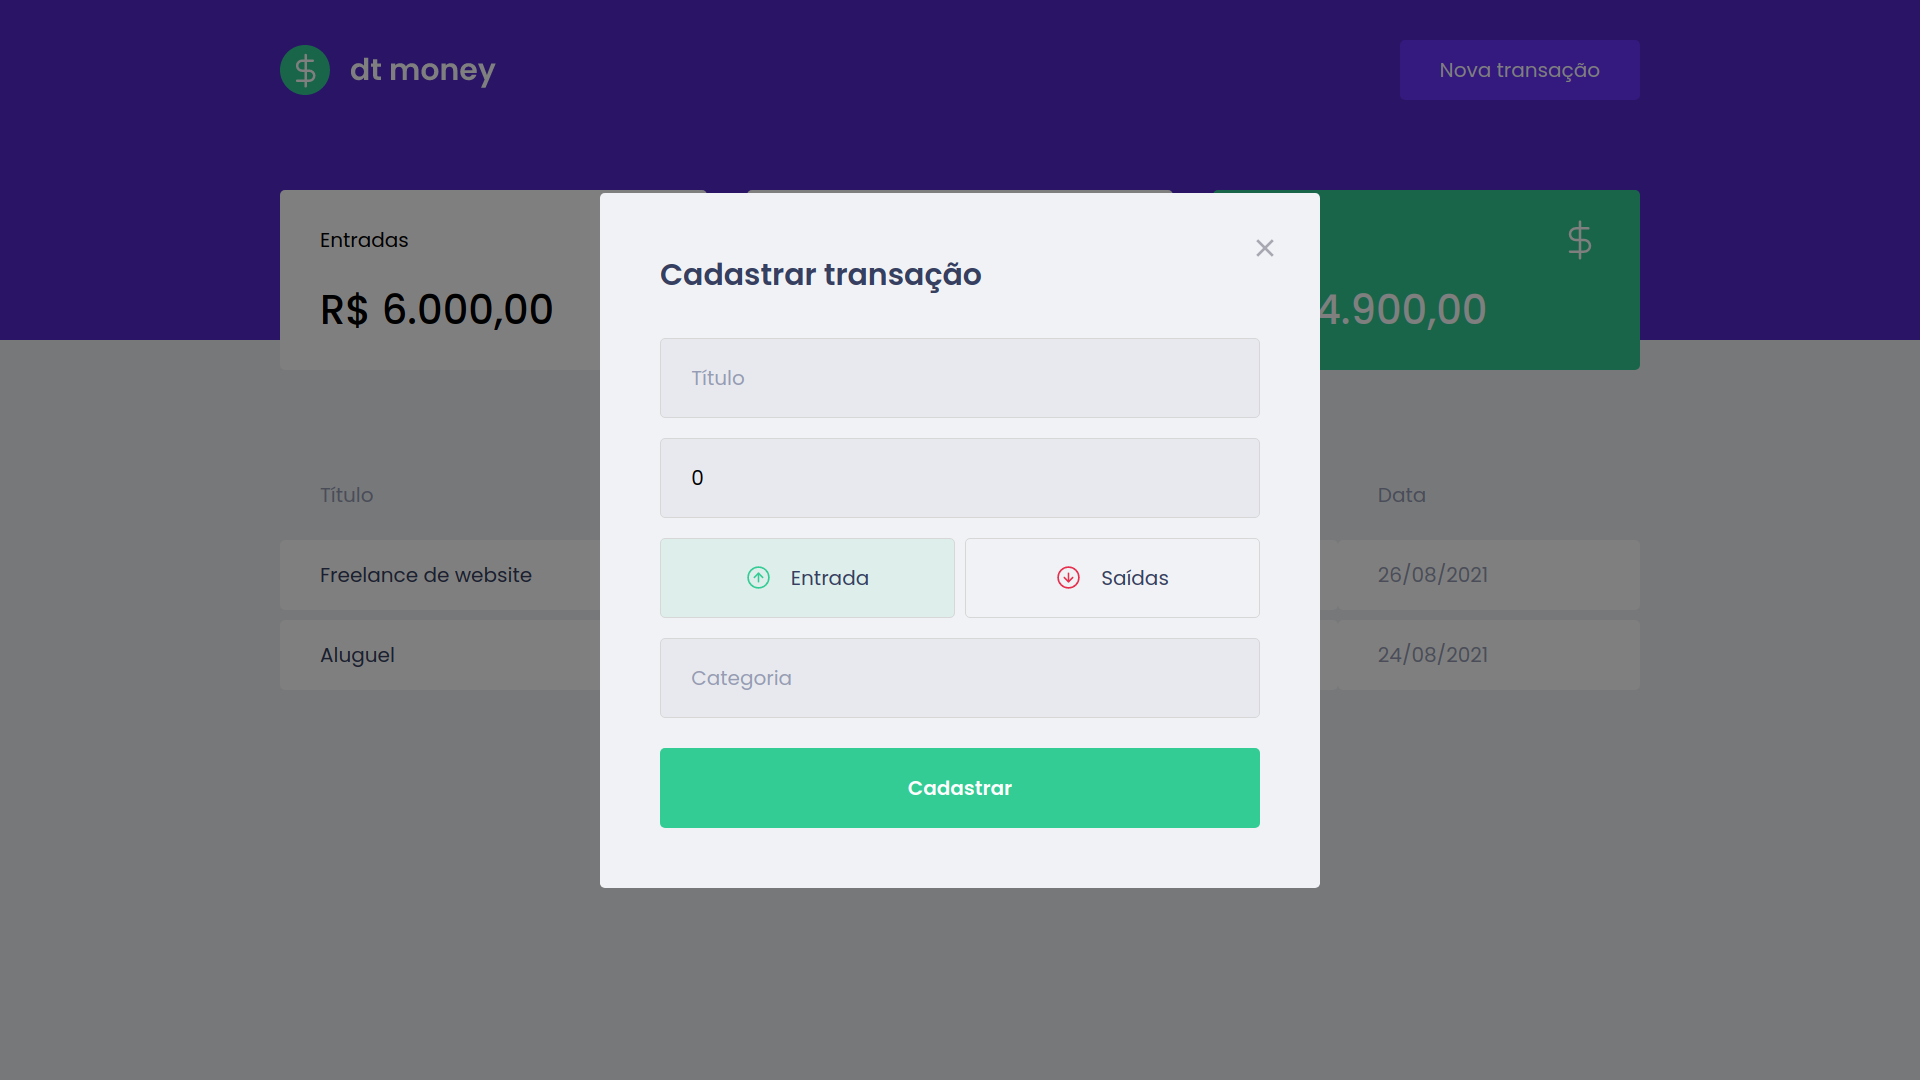 dt money
Nova transação
Entradas
R$ 6.000,00
4.900,00
Cadastrar transação
Título
0
Entrada
Saídas
Categoria
Cadastrar
Título
Data
Freelance de website
26/08/2021
Aluguel
24/08/2021